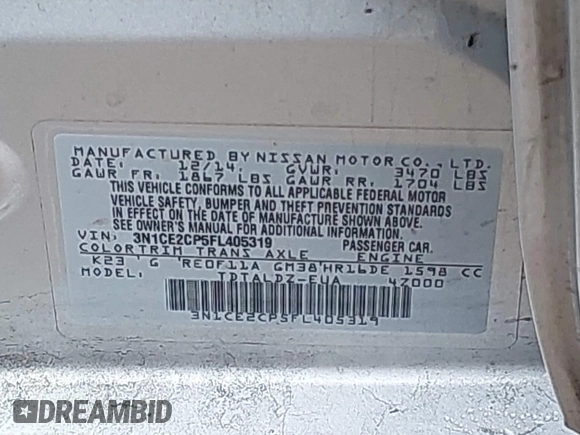 MANUFACTURED BY NISSAN MOTOR CO., LTD.
DATE: 12/14 GVWR: 3470 LBS
GAWR FR: 1867 LBS GAWR RR: 1704 LBS
THIS VEHICLE CONFORMS TO ALL APPLICABLE FEDERAL MOTOR
VEHICLE SAFETY, BUMPER AND THEFT PREVENTION STANDARDS
IN EFFECT ON THE DATE OF MANUFACTURE SHOWN ABOVE.
SEE OWNER'S MANUAL FOR ADDITIONAL INFORMATION.
VIN: 3N1CE2CP5FL405319 PASSENGER CAR
COLOR TRIM TRANS AXLE ENGINE
K23 G RE0F11A GM38 HR16DE 1598 CC
MODEL: TDTALDZ-EUA 47000
3N1CE2CP5FL405319
DREAMBID